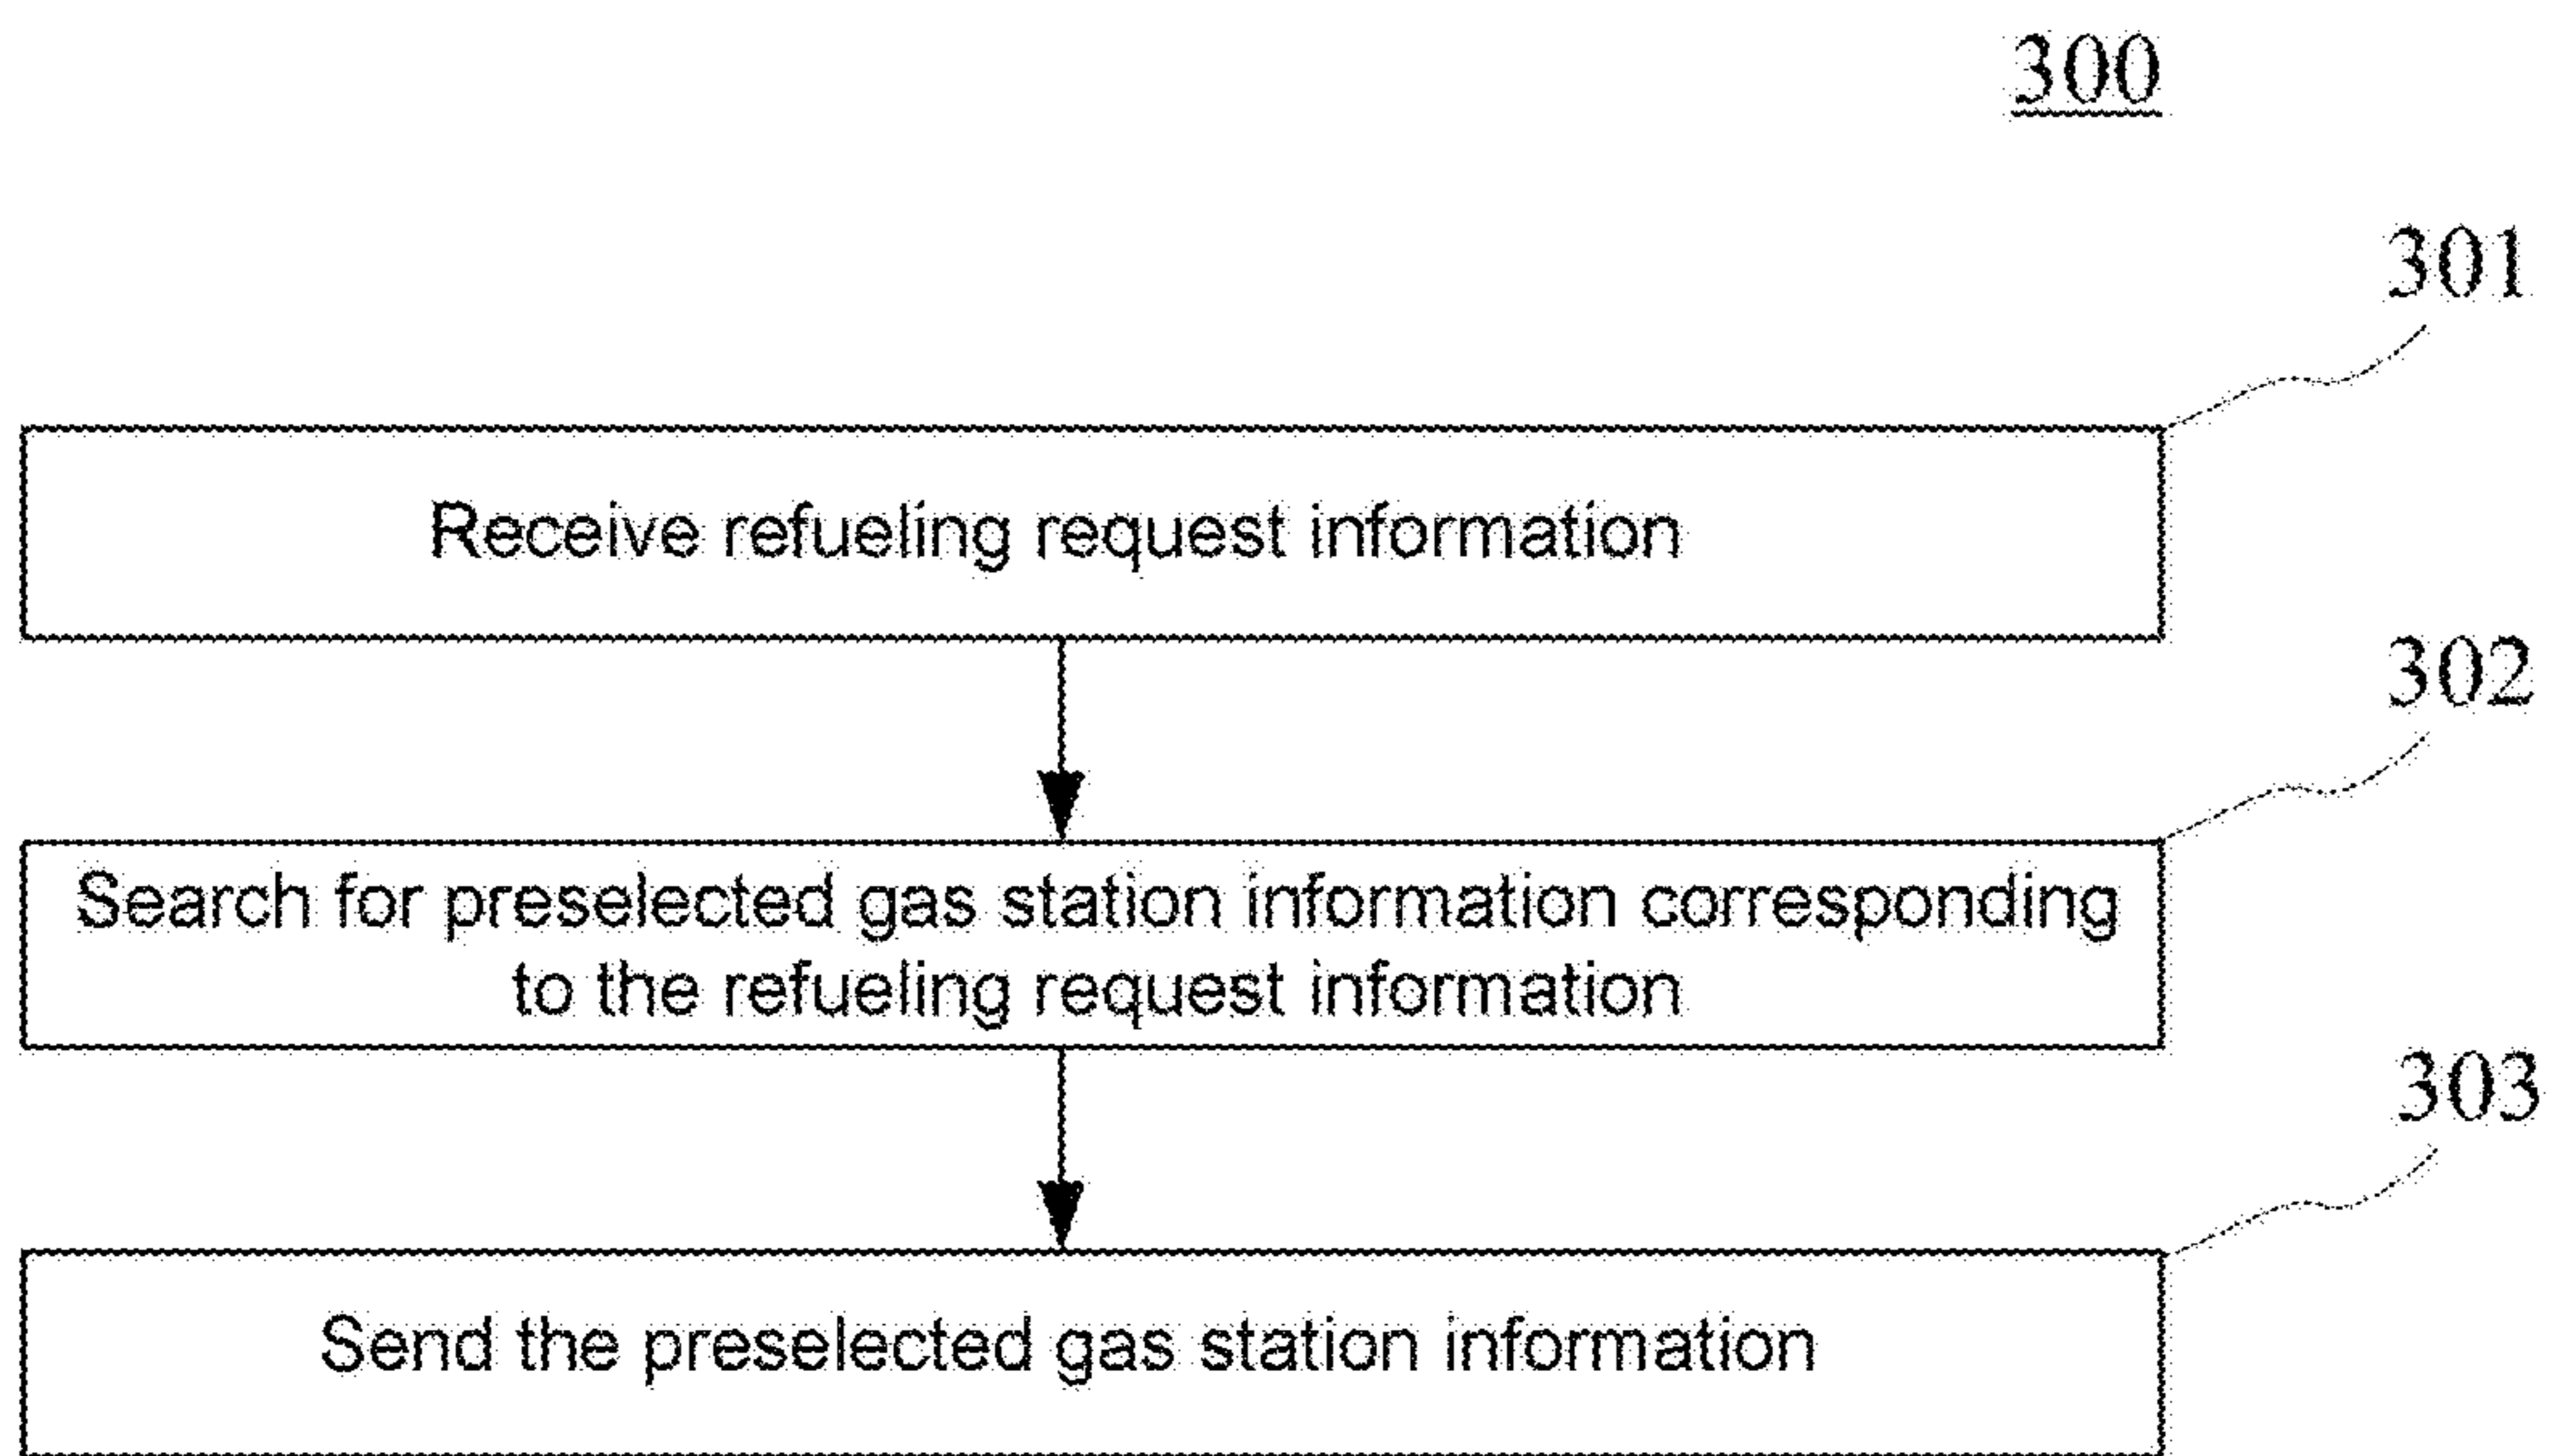 300
301
Receive refueling request information
302
Search for preselected gas station information corresponding
to the refueling request information
303
Send the preselected gas station information